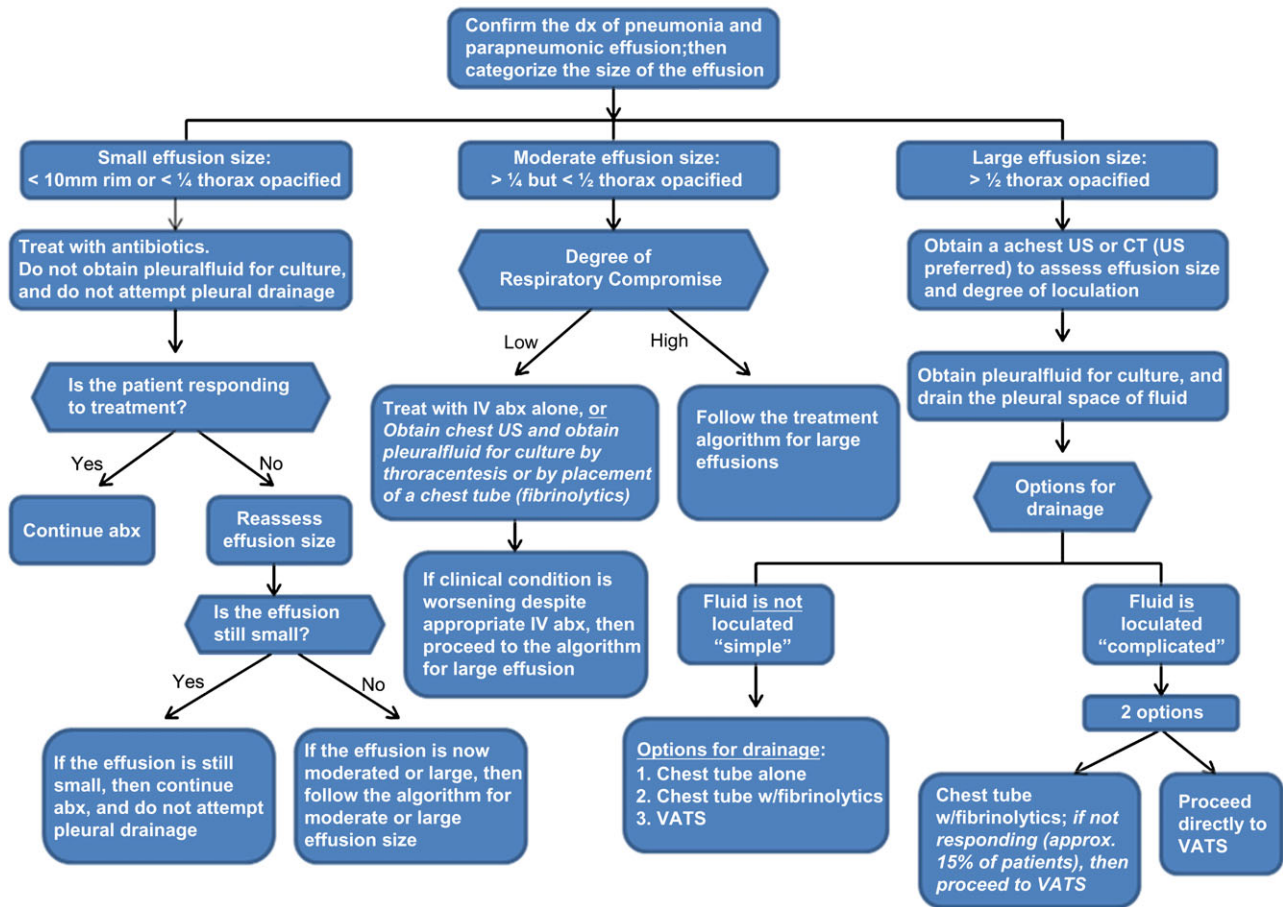 Confirm the dx of pneumonia and
parapneumonic effusion;then
categorize the size of the effusion
Small effusion size:
< 10mm rim or < ¼ thorax opacified
Moderate effusion size:
> ¼ but < ½ thorax opacified
Large effusion size:
> ½ thorax opacified
Treat with antibiotics.
Do not obtain pleuralfluid for culture,
and do not attempt pleural drainage
Degree of
Respiratory Compromise
Obtain a achest US or CT (US
preferred) to assess effusion size
and degree of loculation
Low
High
Is the patient responding
to treatment?
Treat with IV abx alone, or
Obtain chest US and obtain
pleuralfluid for culture by
throracentesis or by placement
of a chest tube (fibrinolytics)
Follow the treatment
algorithm for large
effusions
Obtain pleuralfluid for culture, and
drain the pleural space of fluid
Yes
No
Continue abx
Reassess
effusion size
Options for
drainage
If clinical condition is
worsening despite
appropriate IV abx, then
proceed to the algorithm
for large effusion
Is the effusion
still small?
Fluid is not
loculated
“simple”
Fluid is
loculated
“complicated”
Yes
No
2 options
If the effusion is still
small, then continue
abx, and do not attempt
pleural drainage
If the effusion is now
moderated or large, then
follow the algorithm for
moderate or large
effusion size
Options for drainage:
1. Chest tube alone
2. Chest tube w/fibrinolytics
3. VATS
Chest tube
w/fibrinolytics; if not
responding (approx.
15% of patients), then
proceed to VATS
Proceed
directly to
VATS